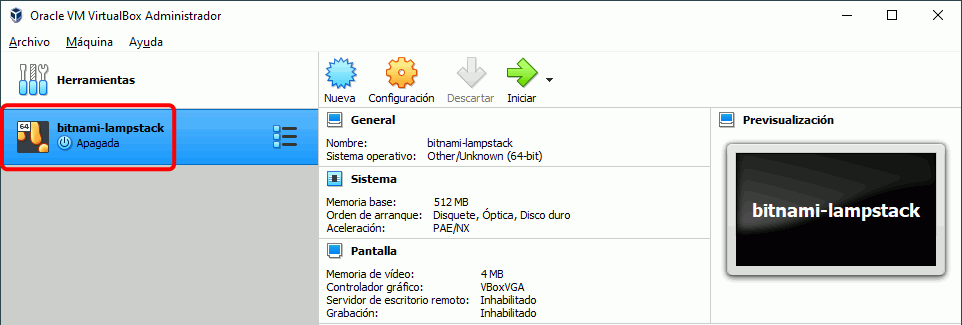 Oracle VM VirtualBox Administrador
Archivo Máquina Ayuda
Herramientas
64
bitnami-lampstack
Apagada
Nueva Configuración Descartar Iniciar
General
Nombre: bitnami-lampstack
Sistema operativo: Other/Unknown (64-bit)
Sistema
Memoria base: 512 MB
Orden de arranque: Disquete, Óptica, Disco duro
Aceleración: PAE/NX
Pantalla
Memoria de vídeo: 4 MB
Controlador gráfico: VBoxVGA
Servidor de escritorio remoto: Inhabilitado
Grabación: Inhabilitado
Previsualización
bitnami-lampstack